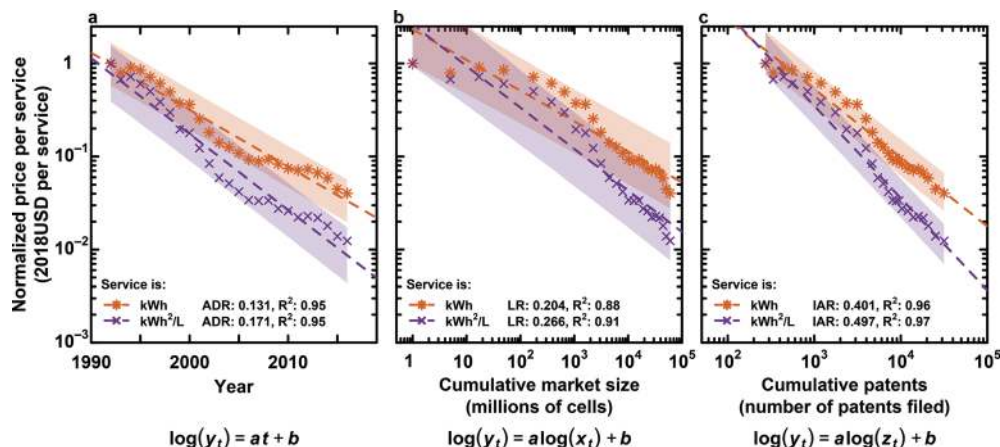 a
b
c
Normalized price per service
(2018USD per service)
1
10⁻¹
10⁻²
10⁻³
Service is:
kWh ADR: 0.131, R²: 0.95
kWh²/L ADR: 0.171, R²: 0.95
1990 2000 2010
Year
log(yₜ) = at + b
Service is:
kWh LR: 0.204, R²: 0.88
kWh²/L LR: 0.266, R²: 0.91
1 10 10² 10³ 10⁴ 10⁵
Cumulative market size
(millions of cells)
log(yₜ) = alog(xₜ) + b
Service is:
kWh IAR: 0.401, R²: 0.96
kWh²/L IAR: 0.497, R²: 0.97
10² 10³ 10⁴ 10⁵
Cumulative patents
(number of patents filed)
log(yₜ) = alog(zₜ) + b